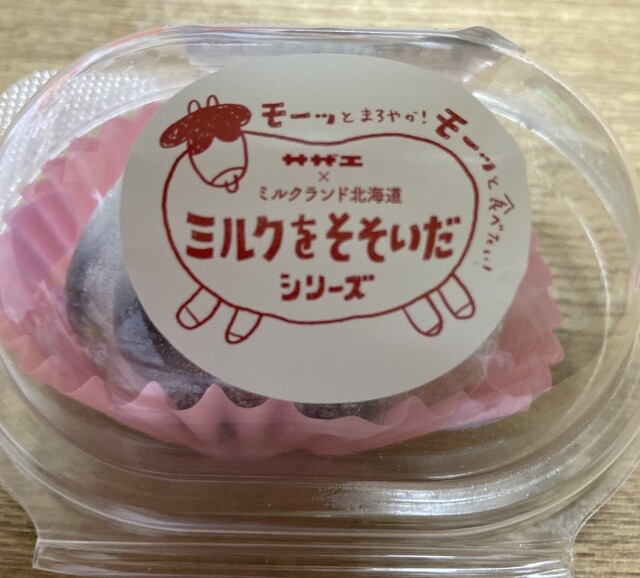 モーッとまろやか!
モーッと食べたい!
サザエ
×
ミルクランド北海道
ミルクをそそいだ
シリーズ